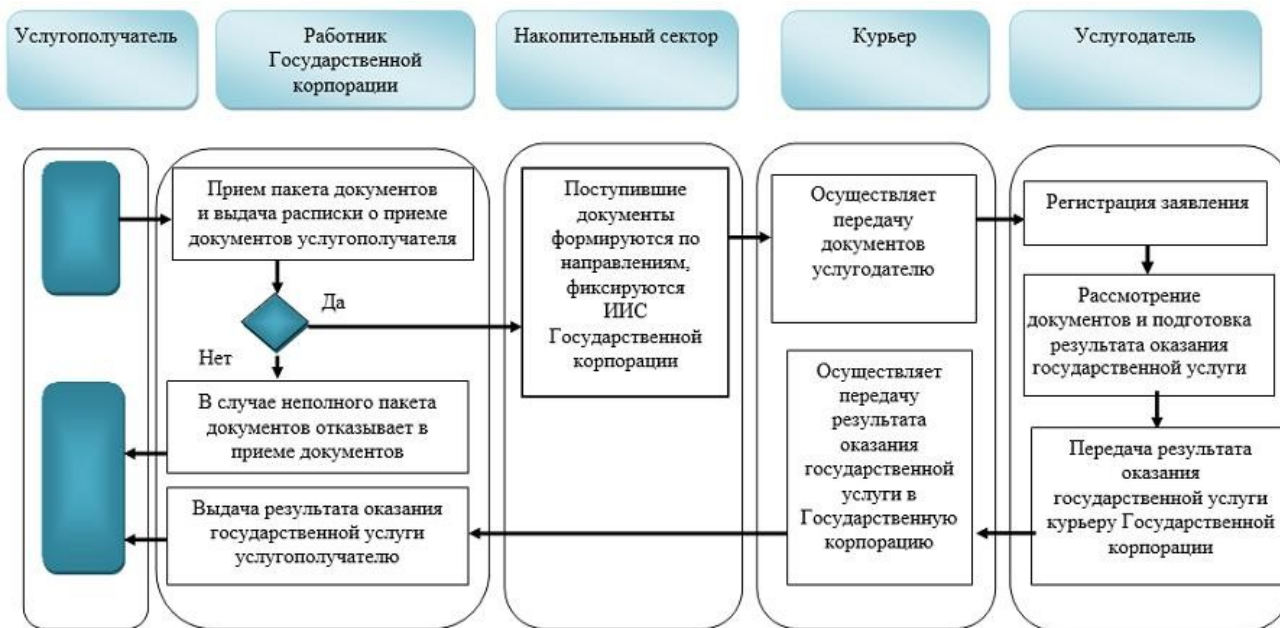 Услугополучатель
Работник
Государственной
корпорации
Накопительный сектор
Курьер
Услугодатель
Прием пакета документов
и выдача расписки о приеме
документов услугополучателя
Да
Нет
В случае неполного пакета
документов отказывает в
приеме документов
Выдача результата оказания
государственной услуги
услугополучателю
Поступившие
документы
формируются по
направлениям,
фиксируются
ИИС
Государственной
корпорации
Осуществляет
передачу
документов
услугодателю
Осуществляет
передачу
результата
оказания
государственной
услуги в
Государственную
корпорацию
Регистрация заявления
Рассмотрение
документов и подготовка
результата оказания
государственной услуги
Передача результата
оказания
государственной услуги
курьеру Государственной
корпорации